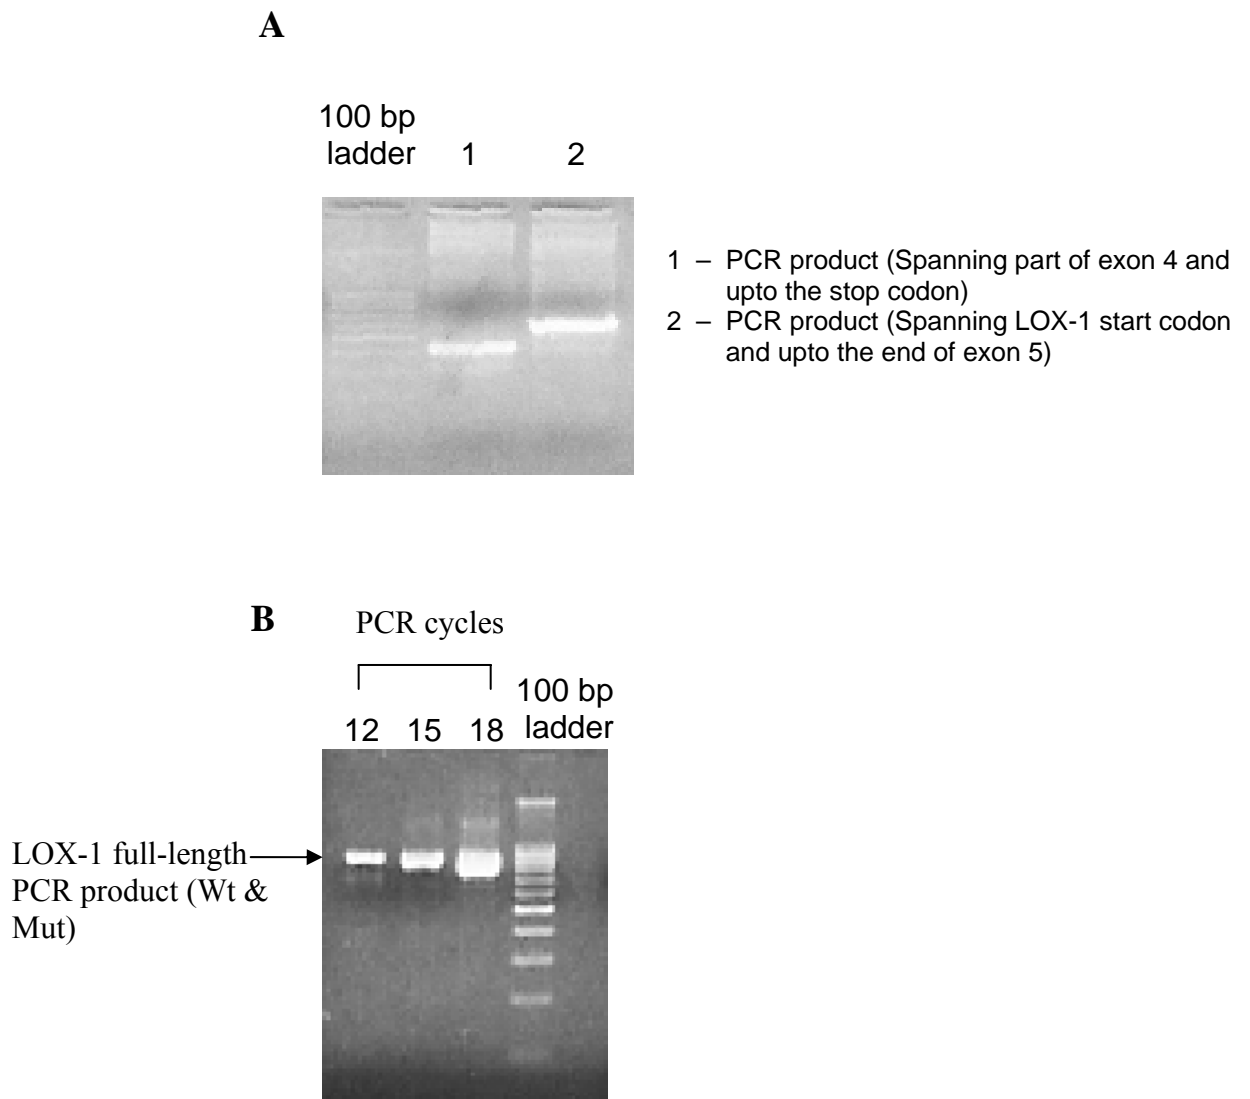 A
100 bp
ladder 1 2
1 – PCR product (Spanning part of exon 4 and
upto the stop codon)
2 – PCR product (Spanning LOX-1 start codon
and upto the end of exon 5)
B PCR cycles
100 bp
12 15 18 ladder
LOX-1 full-length
PCR product (Wt &
Mut)